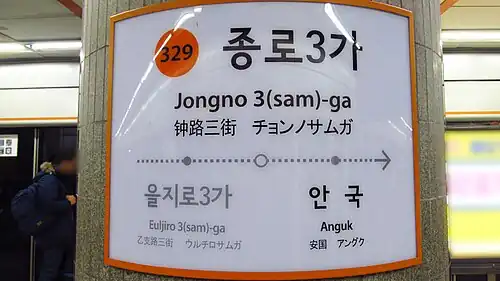 329 종로3가
Jongno 3(sam)-ga
钟路三街 チョンノサムガ
을지로3가 안 국
Euljiro 3(sam)-ga Anguk
乙支路三街 ウルチロサムガ 安国 アングク